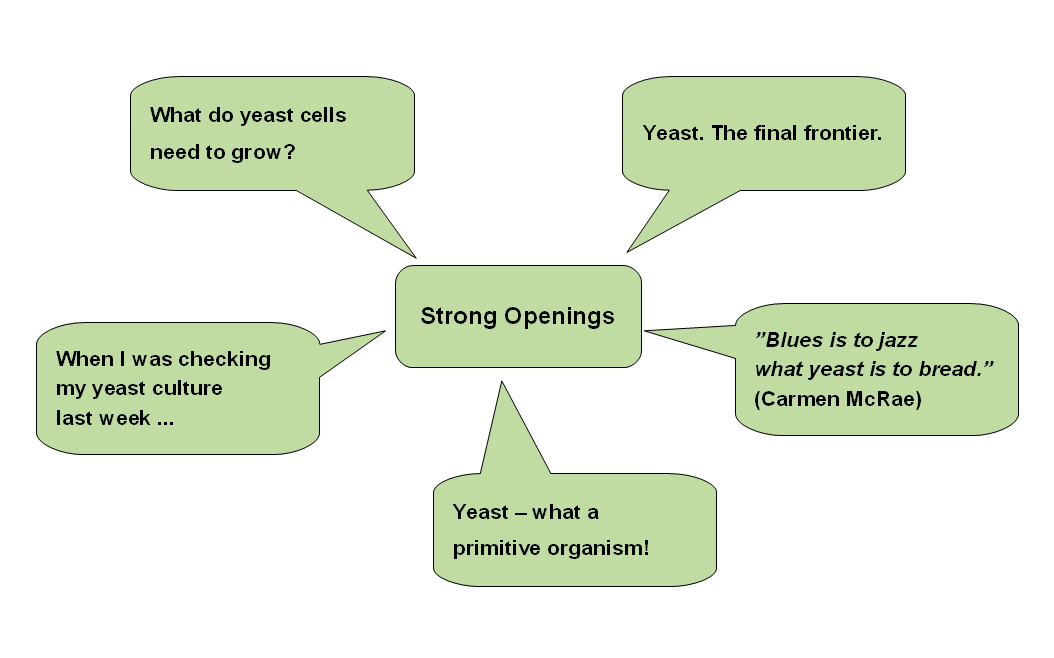 What do yeast cells
need to grow?
Yeast. The final frontier.
Strong Openings
When I was checking
my yeast culture
last week ...
”Blues is to jazz
what yeast is to bread.”
(Carmen McRae)
Yeast – what a
primitive organism!